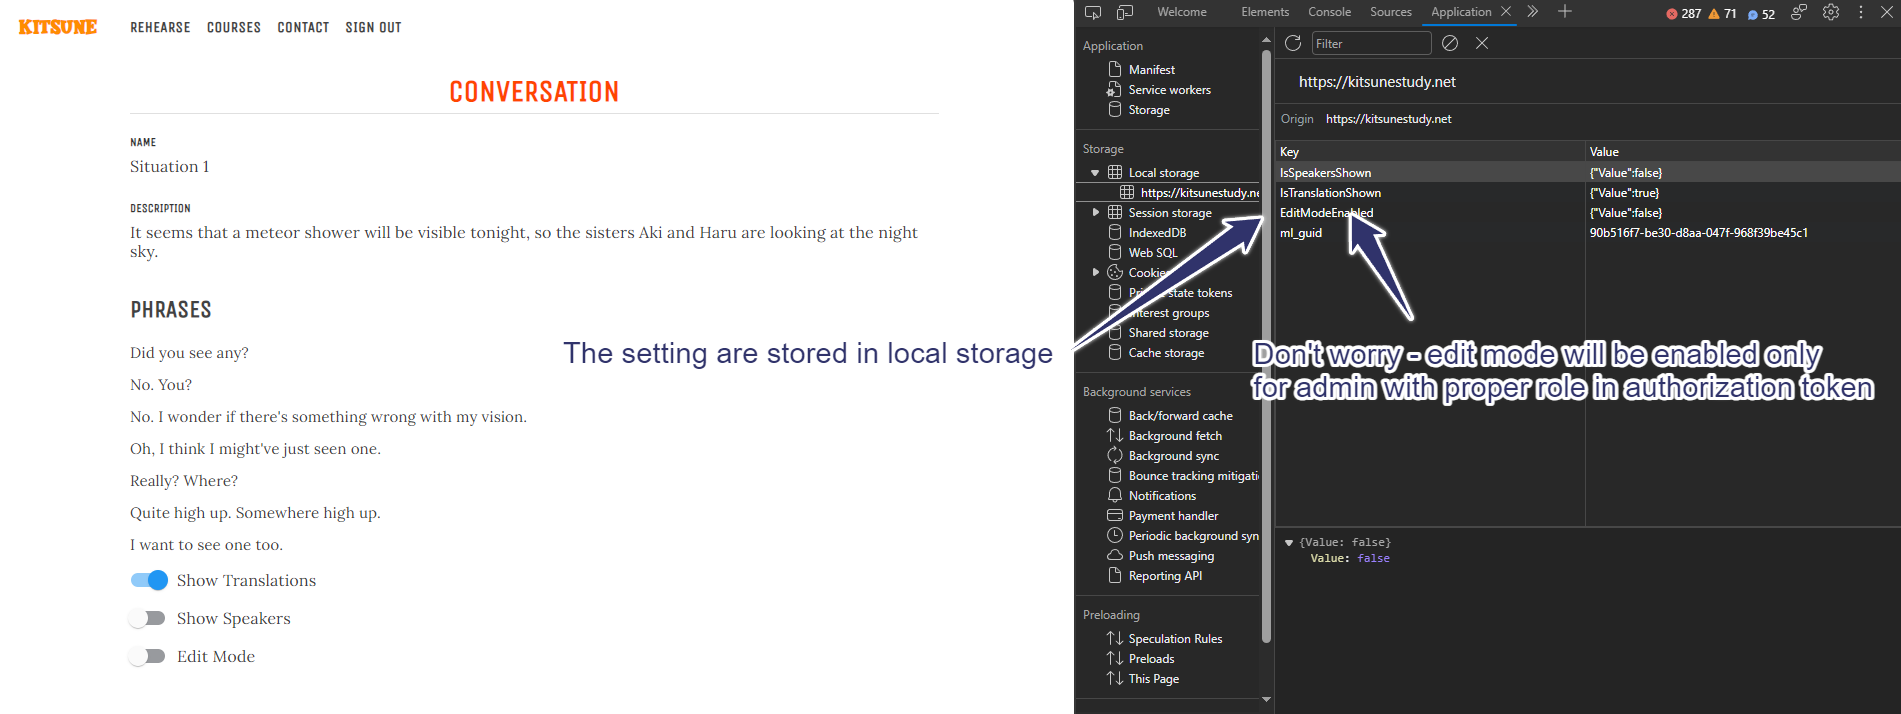 KITSUNE
REHEARSE COURSES CONTACT SIGN OUT
CONVERSATION
NAME
Situation 1
DESCRIPTION
It seems that a meteor shower will be visible tonight, so the sisters Aki and Haru are looking at the night
sky.
PHRASES
Did you see any?
No. You?
No. I wonder if there's something wrong with my vision.
Oh, I think I might've just seen one.
Really? Where?
Quite high up. Somewhere high up.
I want to see one too.
Show Translations
Show Speakers
Edit Mode
The setting are stored in local storage
Welcome Elements Console Sources Application
287 71 52
Application
Manifest
Service workers
Storage
Storage
Local storage
https://kitsunestudy.ne
Session storage
IndexedDB
Web SQL
Cookie
state tokens
Interest groups
Shared storage
Cache storage
Background services
Back/forward cache
Background fetch
Background sync
Bounce tracking mitigati
Notifications
Payment handler
Periodic background syn
Push messaging
Reporting API
Preloading
Speculation Rules
Preloads
This Page
Filter
https://kitsunestudy.net
Origin https://kitsunestudy.net
Key Value
IsSpeakersShown {"Value":false}
IsTranslationShown {"Value":true}
EditModeEnabled {"Value":false}
ml_guid 90b516f7-be30-d8aa-047f-968f39be45c1
Don't worry - edit mode will be enabled only
for admin with proper role in authorization token
{Value: false}
Value: false